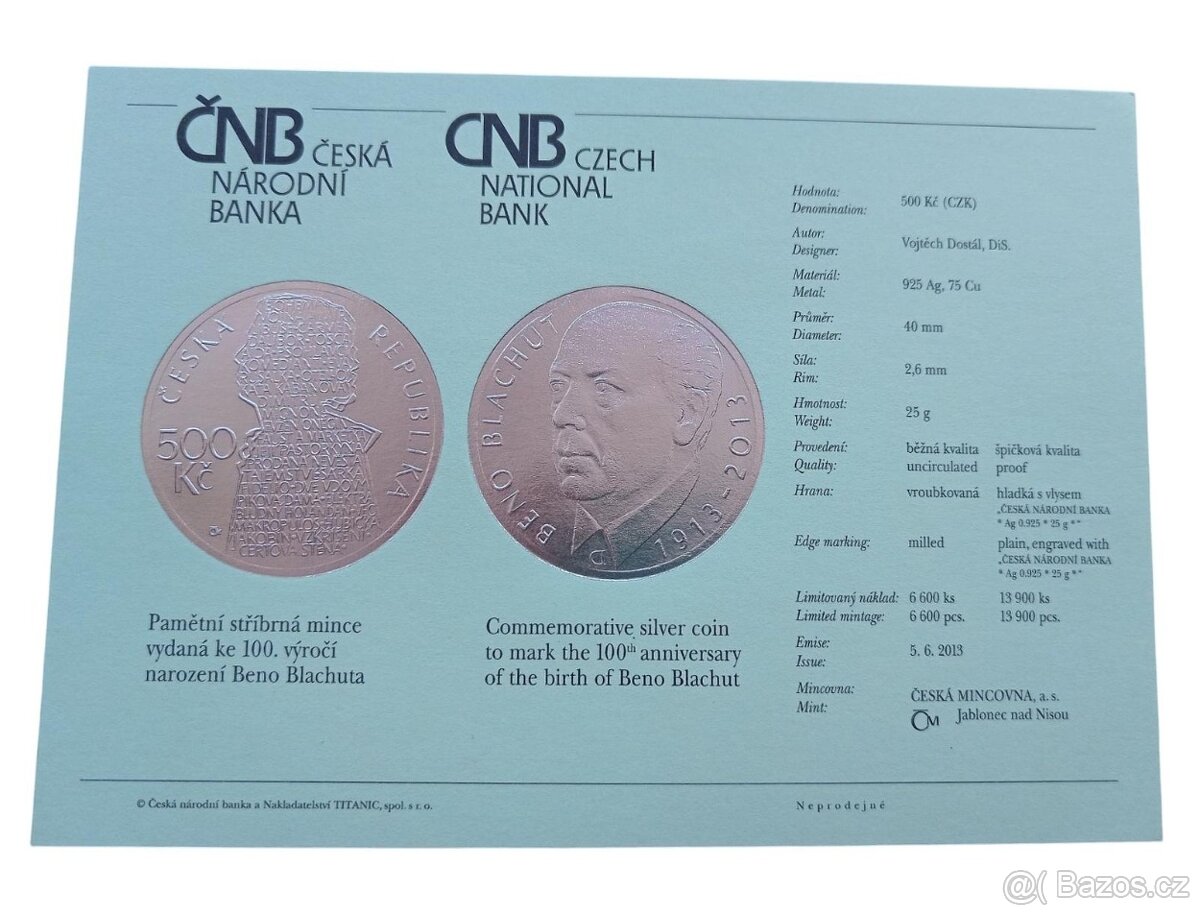 ČNB ČESKÁ
NÁRODNÍ
BANKA
CNB CZECH
NATIONAL
BANK
ČESKÁ REPUBLIKA
500
Kč
BENO BLACHUT 1913-2013
Pamětní stříbrná mince
vydaná ke 100. výročí
narození Beno Blachuta
Commemorative silver coin
to mark the 100th anniversary
of the birth of Beno Blachut
Hodnota:
Denomination: 500 Kč (CZK)
Autor:
Designer: Vojtěch Dostál, DiS.
Materiál:
Metal: 925 Ag, 75 Cu
Průměr:
Diameter: 40 mm
Síla:
Rim: 2,6 mm
Hmotnost:
Weight: 25 g
Provedení: běžná kvalita špičková kvalita
Quality: uncirculated proof
Hrana: vroubkovaná hladká s vlysem
„ČESKÁ NÁRODNÍ BANKA
* Ag 0.925 * 25 g *“
Edge marking: milled plain, engraved with
„ČESKÁ NÁRODNÍ BANKA
* Ag 0.925 * 25 g *“
Limitovaný náklad: 6 600 ks 13 900 ks
Limited mintage: 6 600 pcs. 13 900 pcs.
Emise:
Issue: 5. 6. 2013
Mincovna: ČESKÁ MINCOVNA, a. s.
Mint: ČM Jablonec nad Nisou
© Česká národní banka a Nakladatelství TITANIC, spol. s r. o.
Neprodejné
@( Bazos.cz